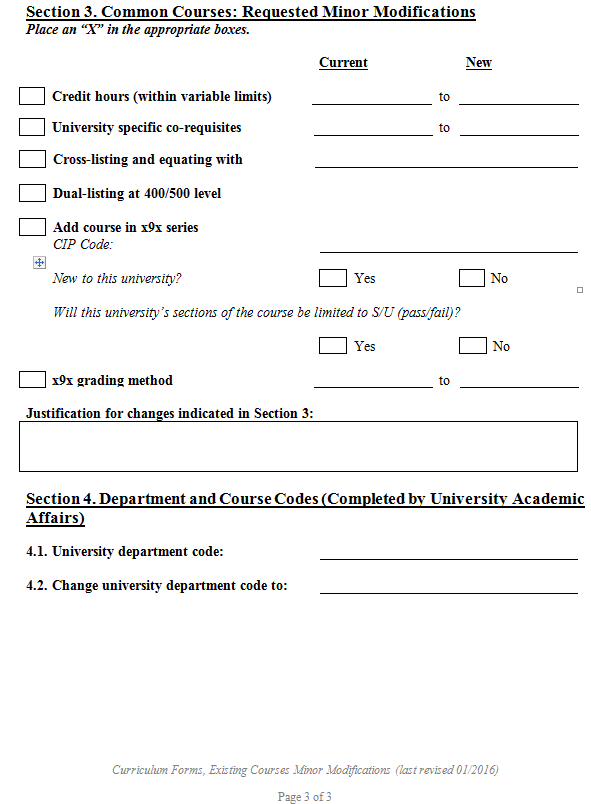 Section 3. Common Courses: Requested Minor Modifications
Place an “X” in the appropriate boxes.
Current New
Credit hours (within variable limits) to
University specific co-requisites to
Cross-listing and equating with
Dual-listing at 400/500 level
Add course in x9x series
CIP Code:
New to this university? Yes No
Will this university’s sections of the course be limited to S/U (pass/fail)?
Yes No
x9x grading method to
Justification for changes indicated in Section 3:
Section 4. Department and Course Codes (Completed by University Academic
Affairs)
4.1. University department code:
4.2. Change university department code to:
Curriculum Forms, Existing Courses Minor Modifications (last revised 01/2016)
Page 3 of 3